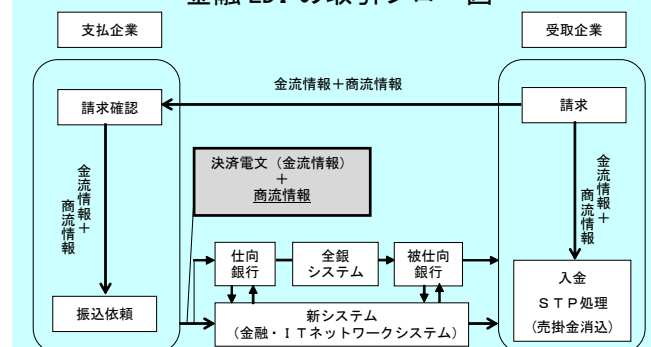 金融EDIの取引フロー図
支払企業
受取企業
金流情報＋商流情報
請求確認
請求
決済電文（金流情報）
＋
商流情報
金流情報＋
商流情報
金流情報＋
商流情報
仕向
銀行
全銀
システム
被仕向
銀行
入金
ＳＴＰ処理
（売掛金消込）
振込依頼
新システム
（金融・ＩＴネットワークシステム）